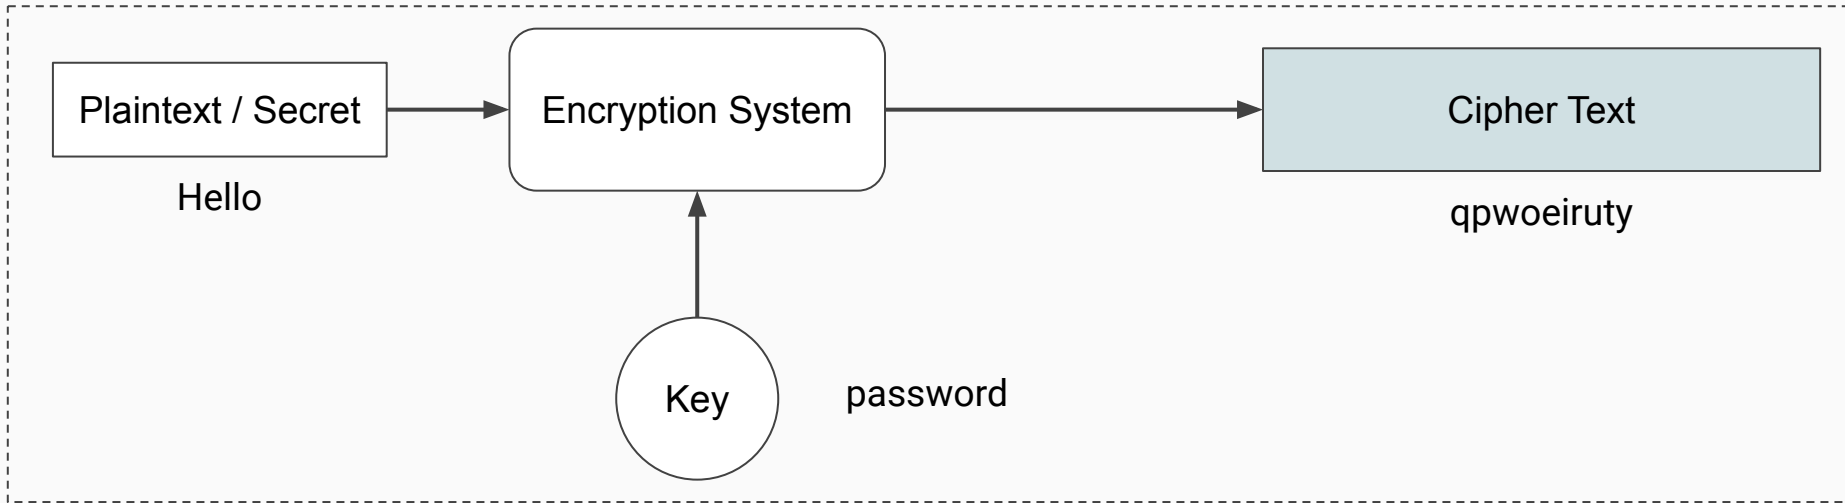 Plaintext / Secret
Encryption System
Cipher Text
Hello
qpwoeiruty
Key
password